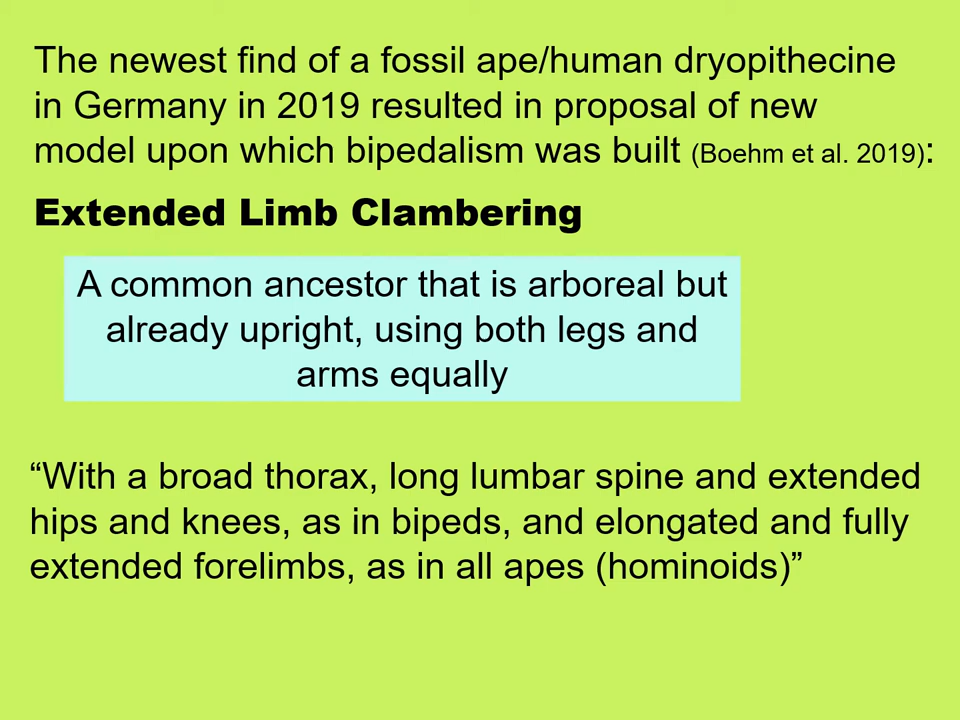 The newest find of a fossil ape/human dryopithecine
in Germany in 2019 resulted in proposal of new
model upon which bipedalism was built (Boehm et al. 2019):
Extended Limb Clambering
A common ancestor that is arboreal but
already upright, using both legs and
arms equally
“With a broad thorax, long lumbar spine and extended
hips and knees, as in bipeds, and elongated and fully
extended forelimbs, as in all apes (hominoids)”